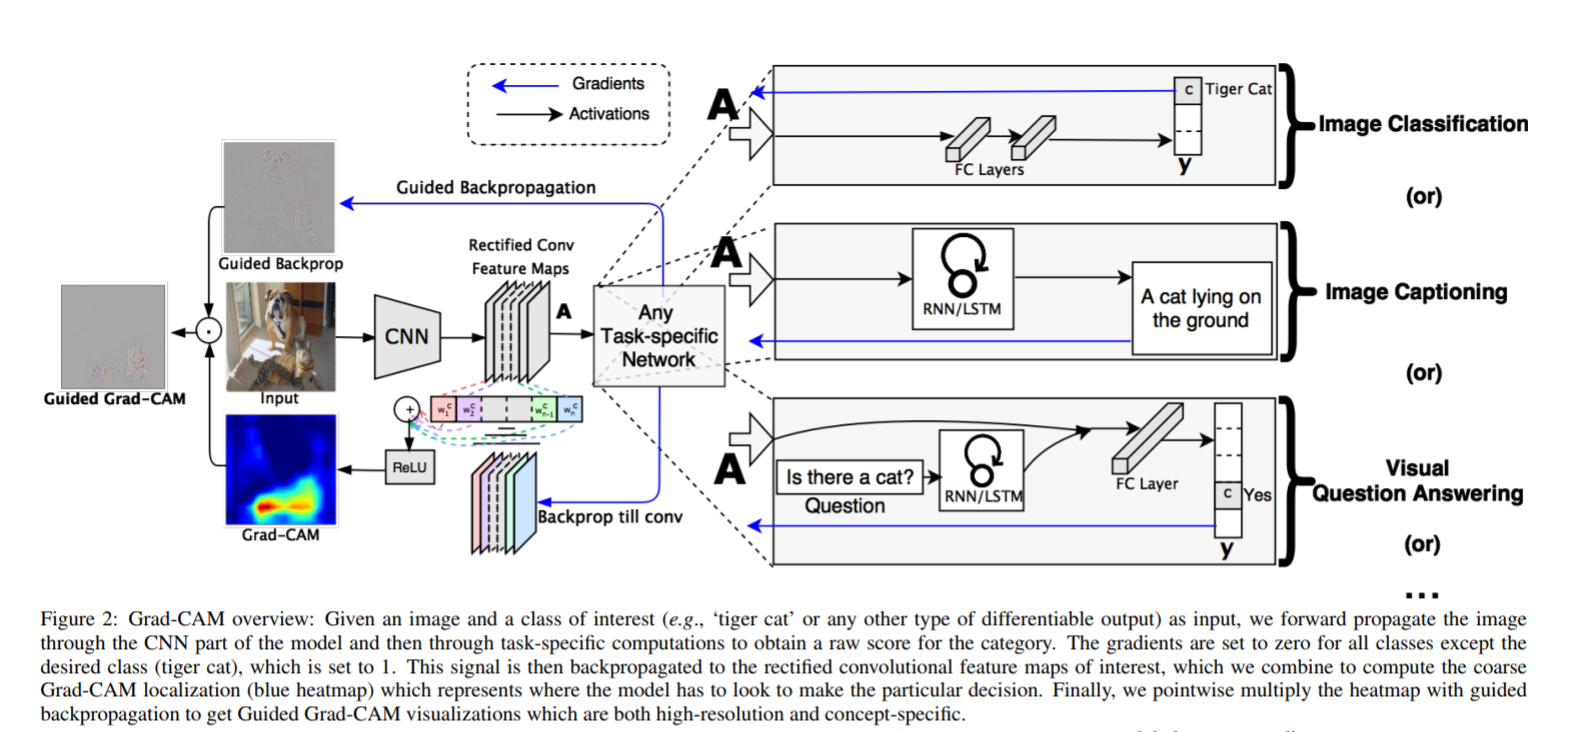 Gradients
Activations
A
c Tiger Cat
FC Layers
y
Image Classification
(or)
Guided Backpropagation
Guided Backprop
Rectified Conv
Feature Maps
A
CNN
Any
Task-specific
Network
Input
Guided Grad-CAM
+
w1c w2c wn-1c wnc
=
ReLU
Grad-CAM
Backprop till conv
A
RNN/LSTM
A cat lying on
the ground
Image Captioning
(or)
A
Is there a cat?
Question
RNN/LSTM
FC Layer
c Yes
y
Visual
Question Answering
(or)
...
Figure 2: Grad-CAM overview: Given an image and a class of interest (e.g., ‘tiger cat’ or any other type of differentiable output) as input, we forward propagate the image
through the CNN part of the model and then through task-specific computations to obtain a raw score for the category. The gradients are set to zero for all classes except the
desired class (tiger cat), which is set to 1. This signal is then backpropagated to the rectified convolutional feature maps of interest, which we combine to compute the coarse
Grad-CAM localization (blue heatmap) which represents where the model has to look to make the particular decision. Finally, we pointwise multiply the heatmap with guided
backpropagation to get Guided Grad-CAM visualizations which are both high-resolution and concept-specific.